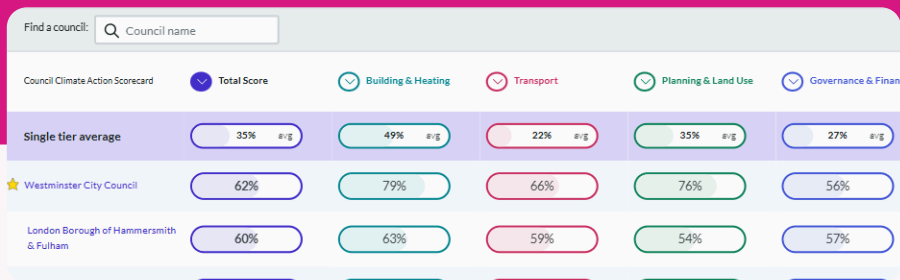 Find a council: Council name
Council Climate Action Scorecard Total Score Building & Heating Transport Planning & Land Use Governance & Finan
Single tier average 35% avg 49% avg 22% avg 35% avg 27% avg
Westminster City Council 62% 79% 66% 76% 56%
London Borough of Hammersmith
& Fulham 60% 63% 59% 54% 57%